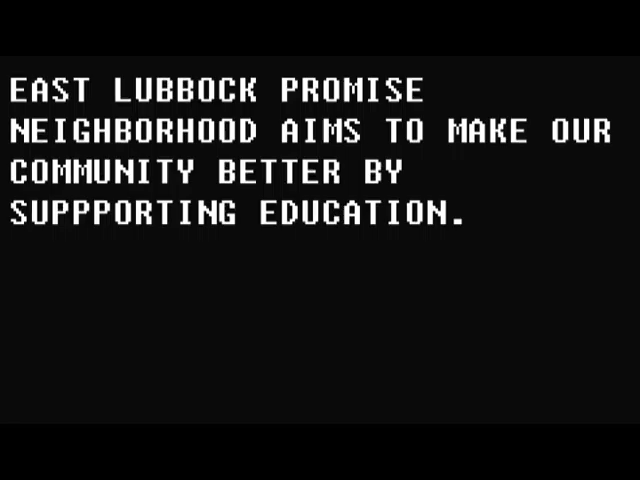 EAST LUBBOCK PROMISE
NEIGHBORHOOD AIMS TO MAKE OUR
COMMUNITY BETTER BY
SUPPPORTING EDUCATION.